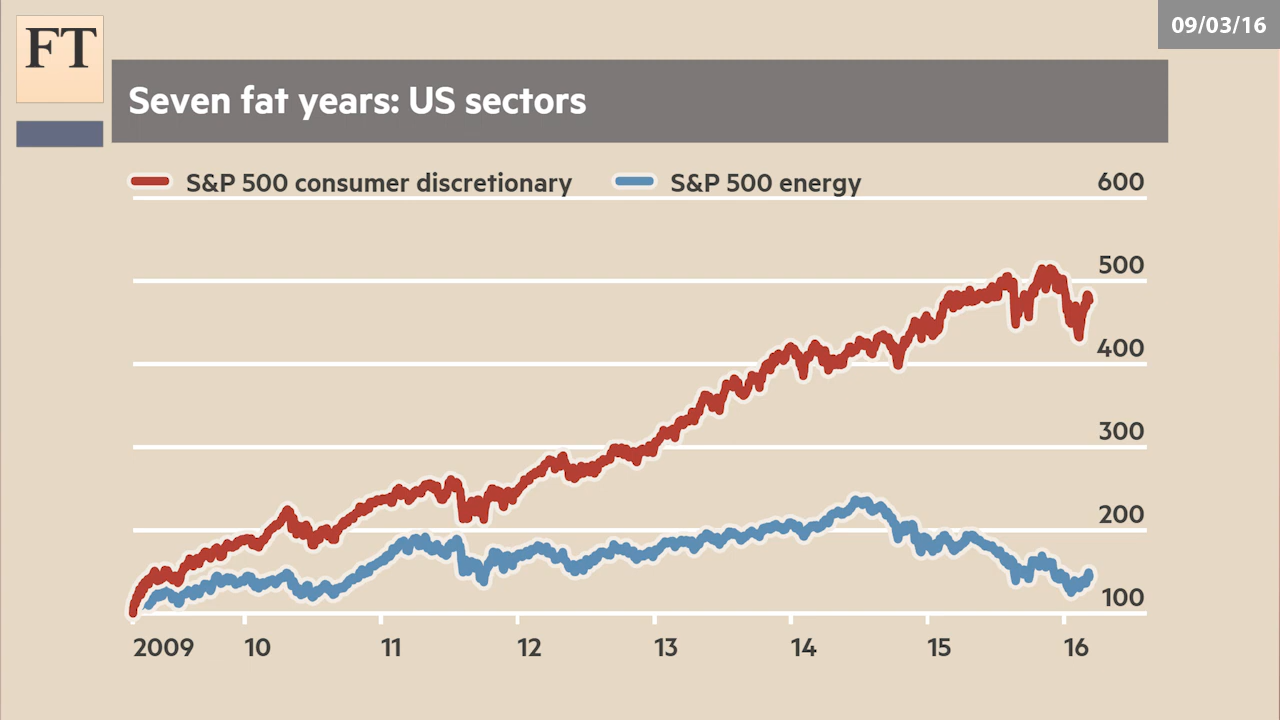 09/03/16
FT
Seven fat years: US sectors
S&P 500 consumer discretionary S&P 500 energy
600
500
400
300
200
100
2009 10 11 12 13 14 15 16